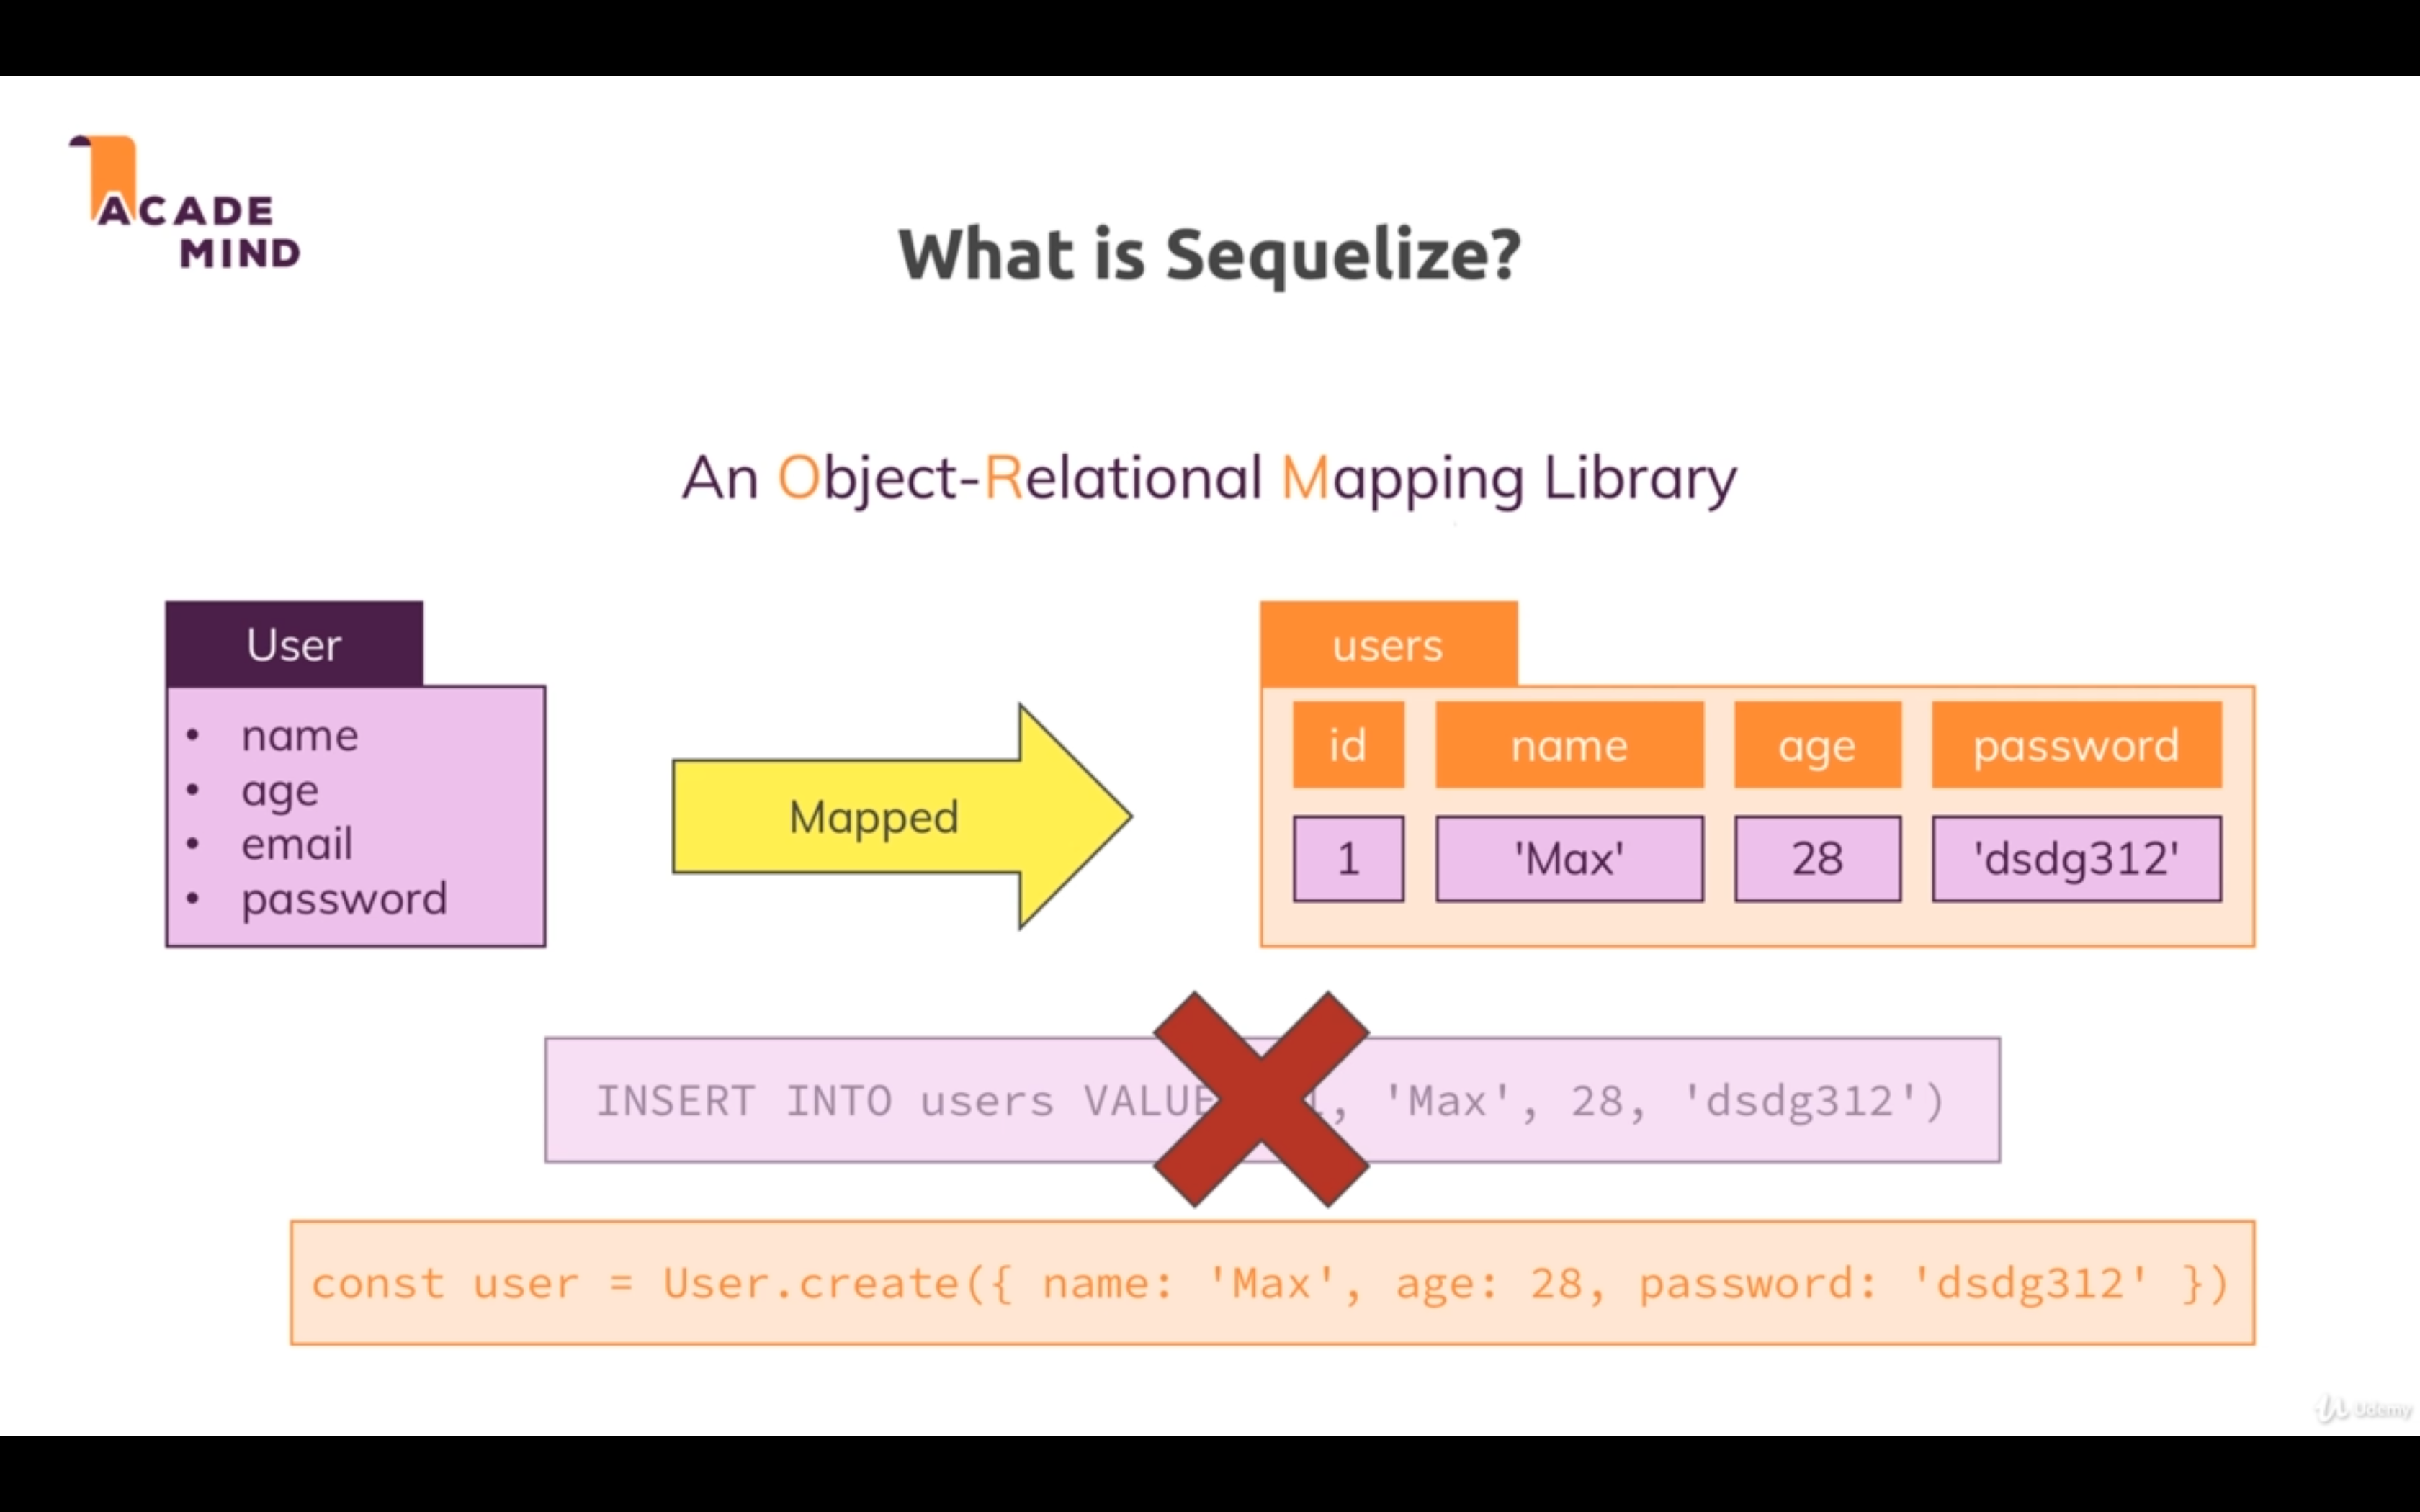 ACADE
MIND
What is Sequelize?
An Object-Relational Mapping Library
User
• name
• age
• email
• password
Mapped
users
id name age password
1 'Max' 28 'dsdg312'
INSERT INTO users , 'Max', 28, 'dsdg312')
const user = User.create({ name: 'Max', age: 28, password: 'dsdg312' })
Udemy